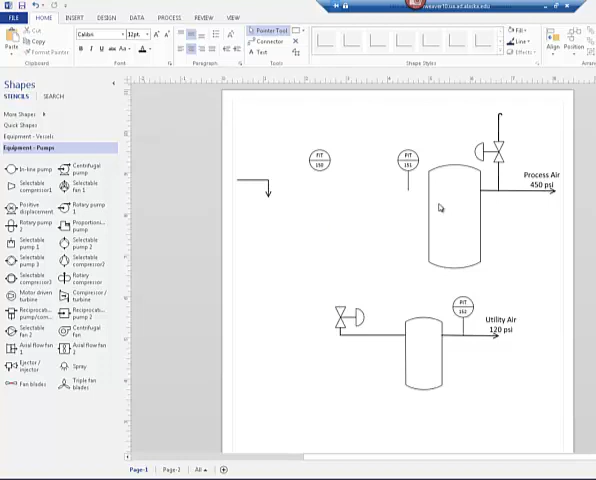 FILE HOME INSERT DESIGN DATA PROCESS REVIEW VIEW
Paste
Cut
Copy
Format Painter
Calibri 12pt.
B I U abc Aa A
Clipboard Font Paragraph
Pointer Tool
Connector
A Text
Tools
Shape Styles
Fill
Line
Effects
Align Position
Shapes
STENCILS SEARCH
More Shapes
Quick Shapes
Equipment - Vessels
Equipment - Pumps
In-line pump
Centrifugal pump
Selectable compressor1
Selectable fan 1
Positive displacement
Rotary pump 1
Rotary pump 2
Proportioni... pump
Selectable pump 1
Selectable pump 2
Selectable pump 3
Selectable compressor2
Selectable compressor3
Rotary compressor
Motor driven turbine
Compressor / turbine
Reciprocati... pump/com...
Reciprocati... pump 2
Selectable fan 2
Centrifugal fan
Axial flow fan 1
Axial flow fan 2
Ejector / injector
Spray
Fan blades
Triple fan blades
PIT
150
PIT
151
Process Air
450 psi
PIT
152
Utility Air
120 psi
Page-1 Page-2 All